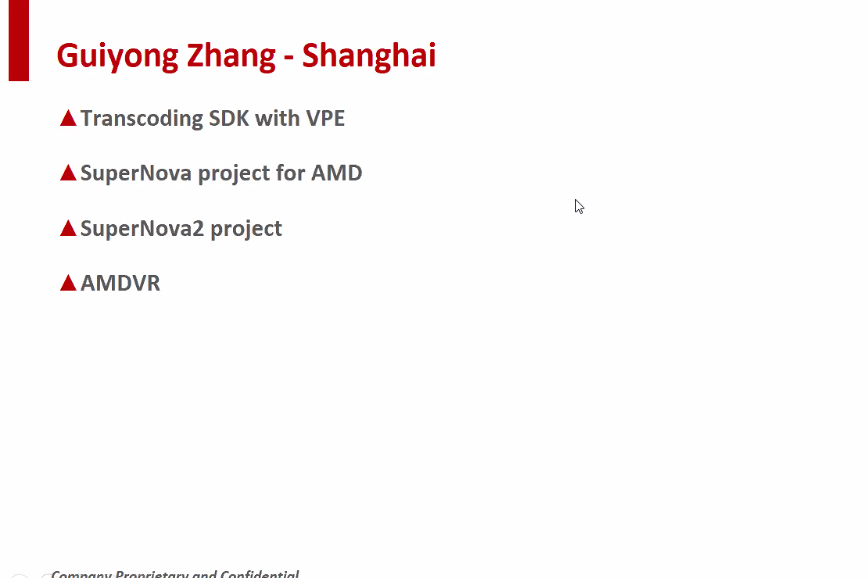 Guiyong Zhang - Shanghai
Transcoding SDK with VPE
SuperNova project for AMD
SuperNova2 project
AMDVR
Company Proprietary and Confidential